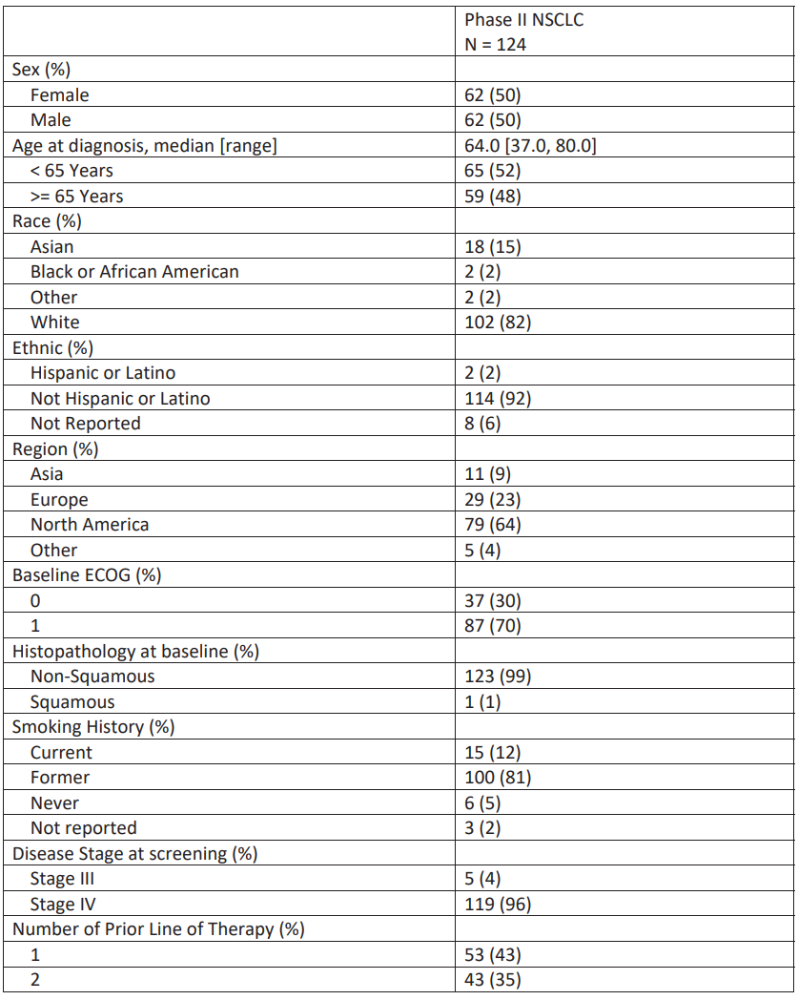 Phase II NSCLC
N = 124
Sex (%)
Female 62 (50)
Male 62 (50)
Age at diagnosis, median [range] 64.0 [37.0, 80.0]
< 65 Years 65 (52)
>= 65 Years 59 (48)
Race (%)
Asian 18 (15)
Black or African American 2 (2)
Other 2 (2)
White 102 (82)
Ethnic (%)
Hispanic or Latino 2 (2)
Not Hispanic or Latino 114 (92)
Not Reported 8 (6)
Region (%)
Asia 11 (9)
Europe 29 (23)
North America 79 (64)
Other 5 (4)
Baseline ECOG (%)
0 37 (30)
1 87 (70)
Histopathology at baseline (%)
Non-Squamous 123 (99)
Squamous 1 (1)
Smoking History (%)
Current 15 (12)
Former 100 (81)
Never 6 (5)
Not reported 3 (2)
Disease Stage at screening (%)
Stage III 5 (4)
Stage IV 119 (96)
Number of Prior Line of Therapy (%)
1 53 (43)
2 43 (35)